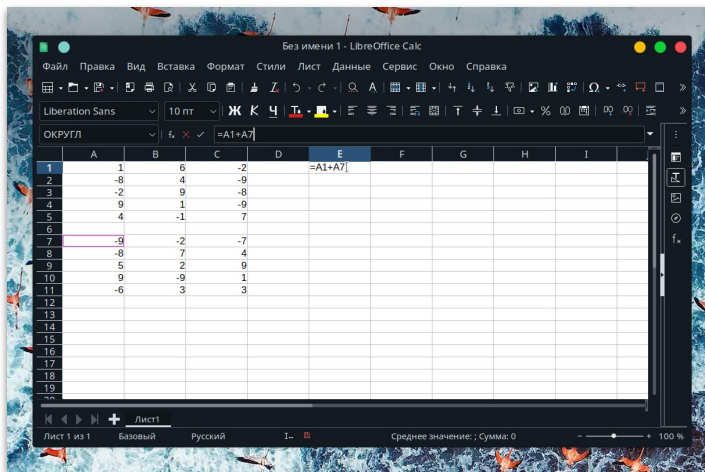 Без имени 1 - LibreOffice Calc
Файл Правка Вид Вставка Формат Стили Лист Данные Сервис Окно Справка
Liberation Sans 10 пт Ж К Ч
ОКРУГЛ =A1+A7
A B C D E F G H I
1 1 6 -2 =A1+A7
2 -8 4 -9
3 -2 9 -8
4 9 1 -9
5 4 -1 7
6
7 -9 -2 -7
8 -8 7 4
9 5 2 9
10 9 -9 1
11 -6 3 3
12
13
14
15
16
17
18
19
Лист1
Лист 1 из 1 Базовый Русский Среднее значение: ; Сумма: 0 100 %